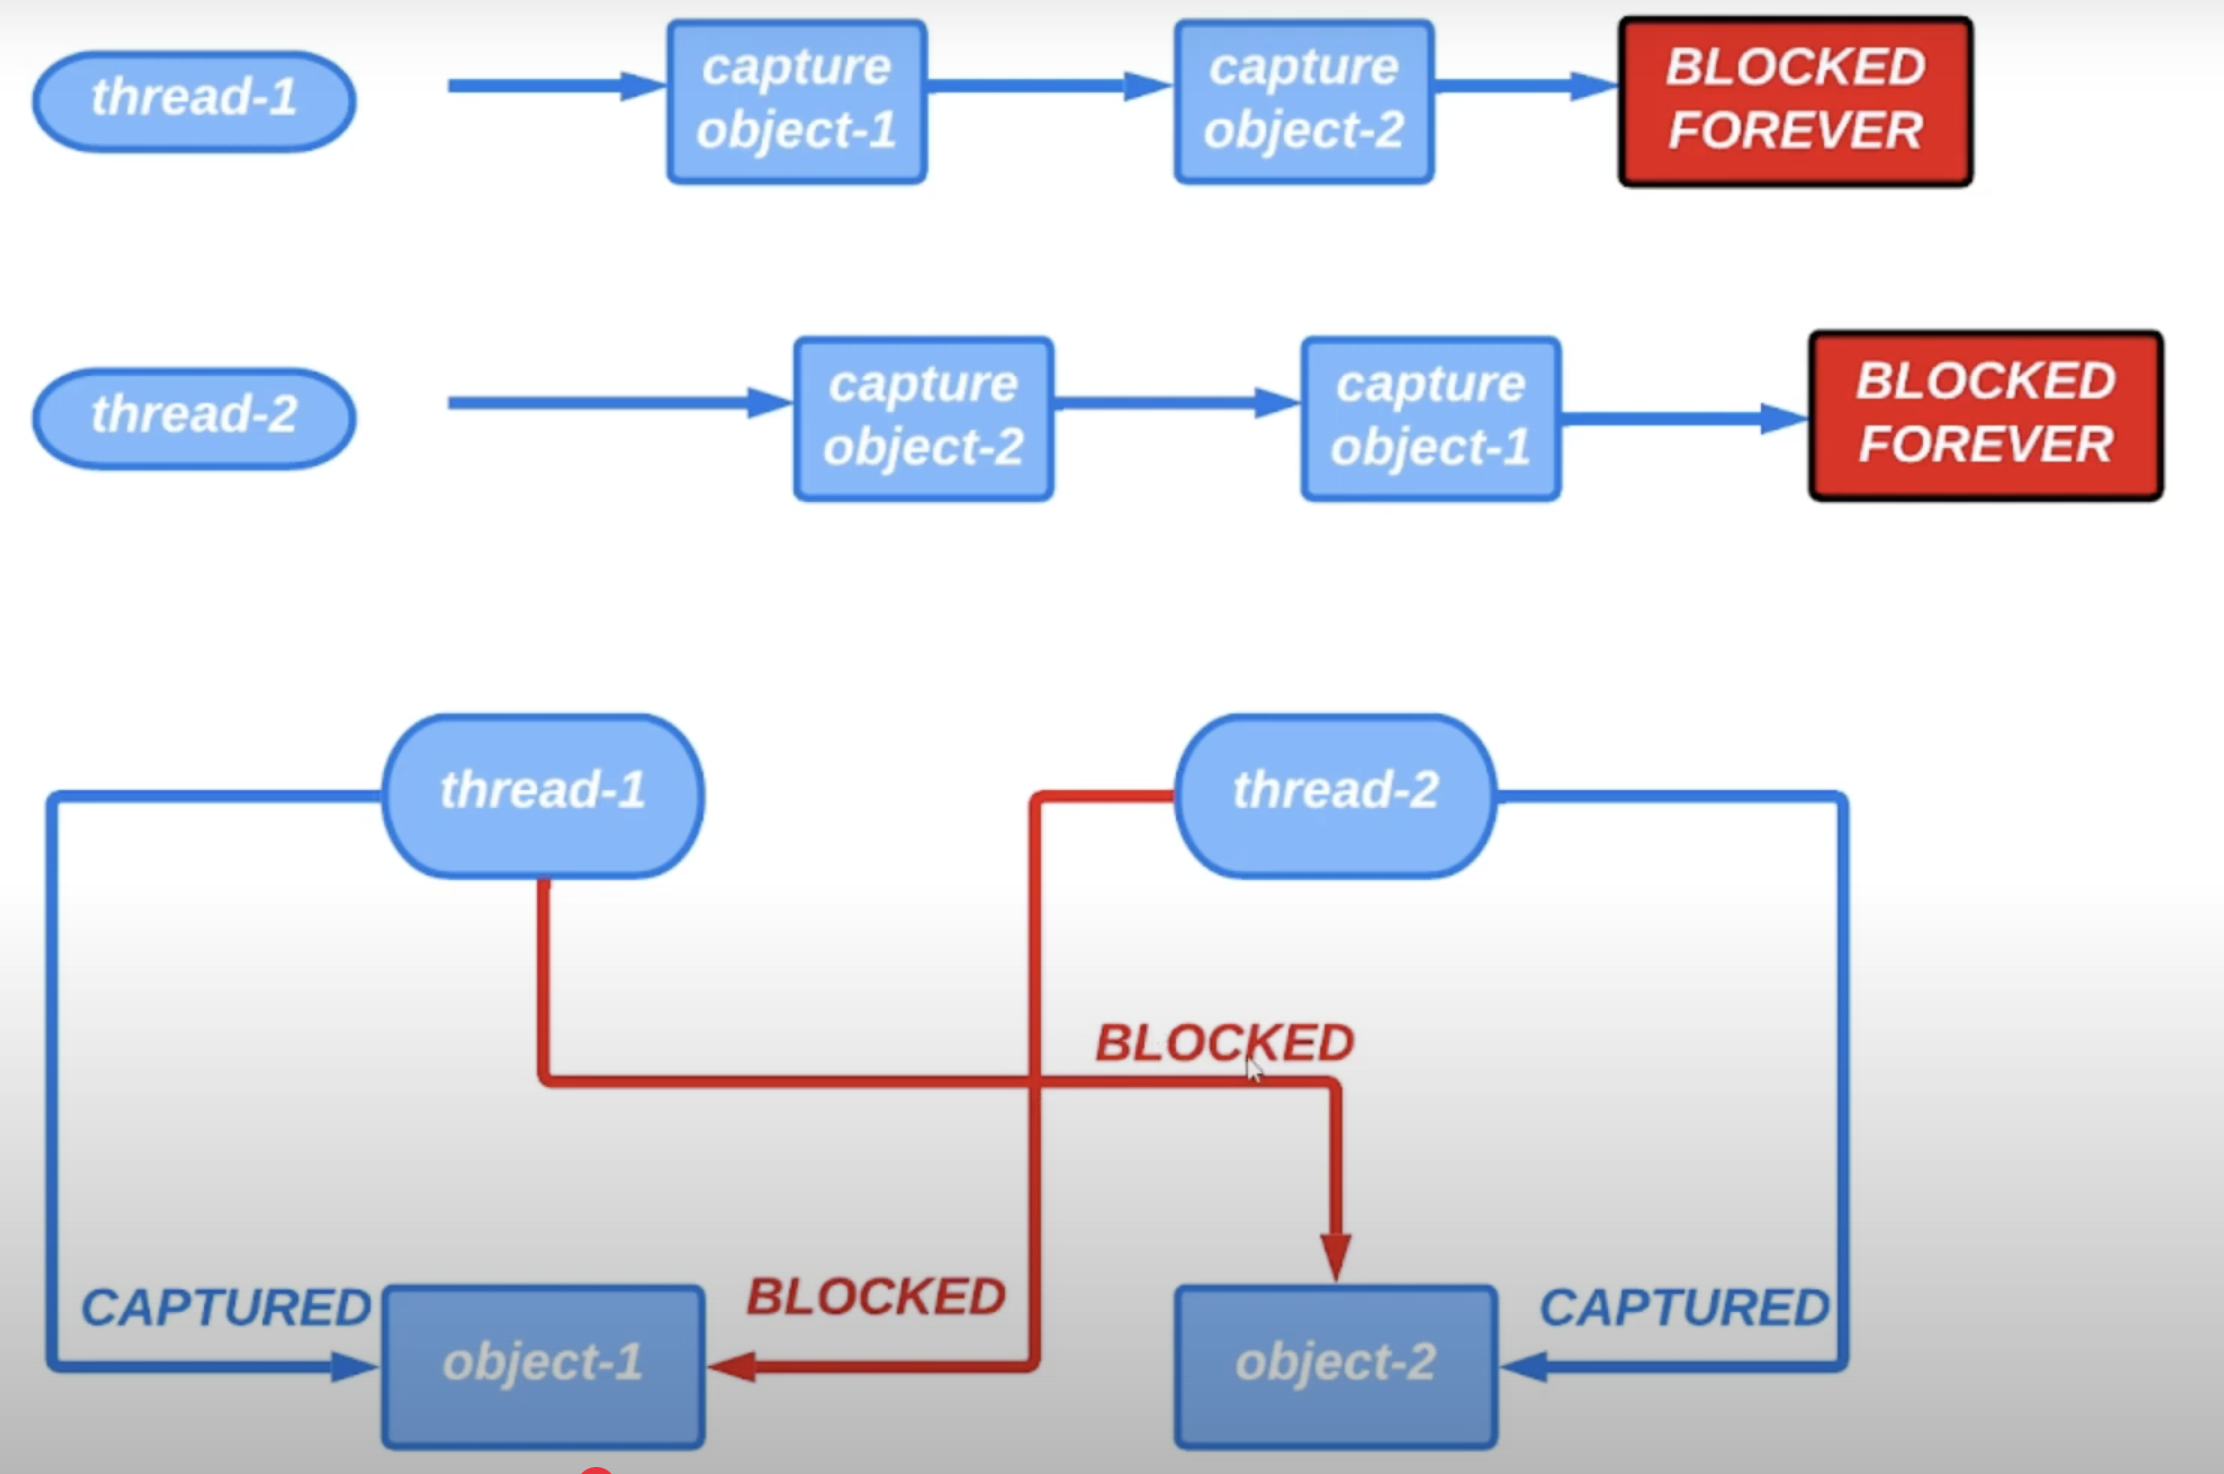 thread-1
capture
object-1
capture
object-2
BLOCKED
FOREVER
thread-2
capture
object-2
capture
object-1
BLOCKED
FOREVER
thread-1
thread-2
BLOCKED
CAPTURED
object-1
BLOCKED
object-2
CAPTURED